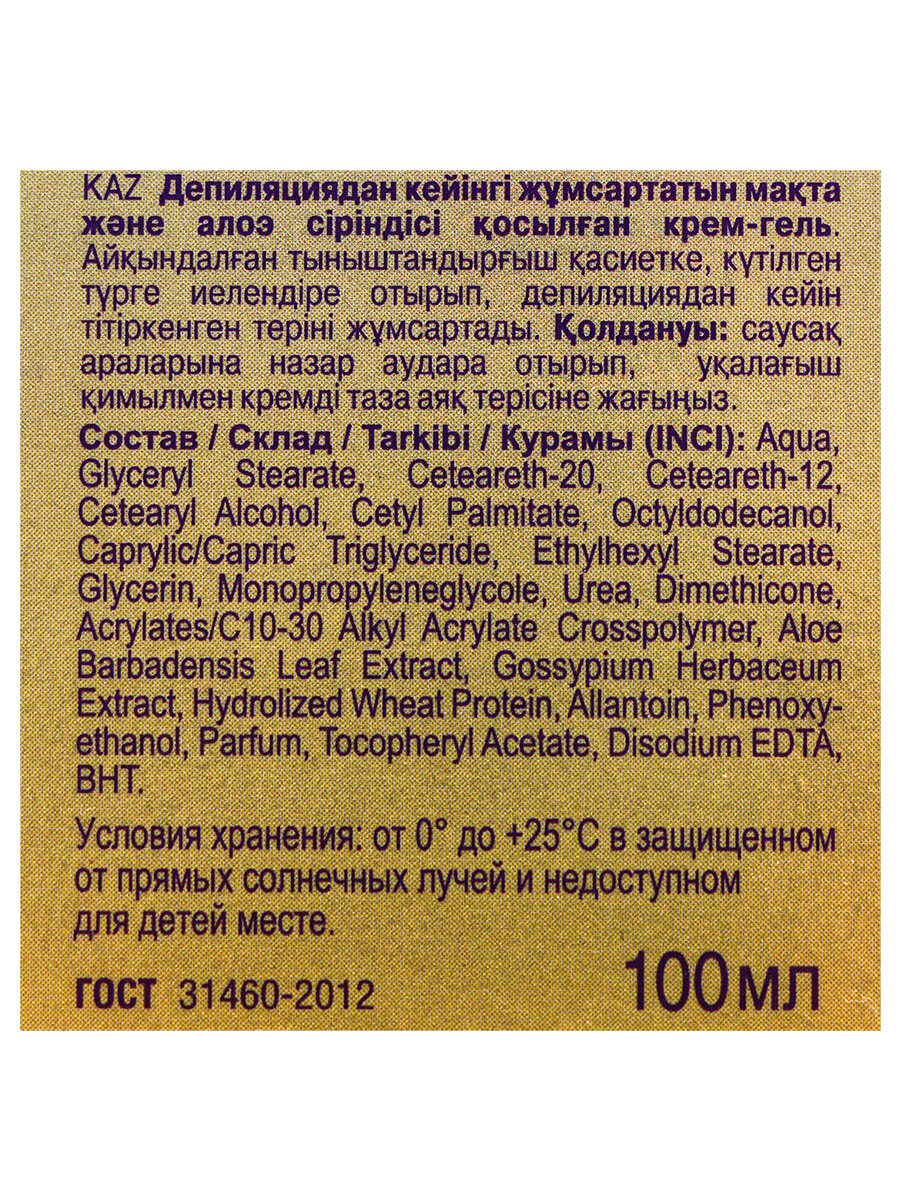 KAZ Депиляциядан кейінгі жұмсартатын мақта
және алоэ сіріндісі қосылған крем-гель.
Айқындалған тыныштандырғыш қасиетке, күтілген
түрге иелендіре отырып, депиляциядан кейін
тітіркенген теріні жұмсартады. Қолдануы: саусақ
араларына назар аудара отырып, уқалағыш
қимылмен кремді таза аяқ терісіне жағыңыз.
Состав / Склад / Tarkibi / Курамы (INCI): Aqua,
Glyceryl Stearate, Ceteareth-20, Ceteareth-12,
Cetearyl Alcohol, Cetyl Palmitate, Octyldodecanol,
Caprylic/Capric Triglyceride, Ethylhexyl Stearate,
Glycerin, Monopropyleneglycole, Urea, Dimethicone,
Acrylates/C10-30 Alkyl Acrylate Crosspolymer, Aloe
Barbadensis Leaf Extract, Gossypium Herbaceum
Extract, Hydrolized Wheat Protein, Allantoin, Phenoxy-
ethanol, Parfum, Tocopheryl Acetate, Disodium EDTA,
BHT.
Условия хранения: от 0° до +25°С в защищенном
от прямых солнечных лучей и недоступном
для детей месте.
ГОСТ 31460-2012
100мл